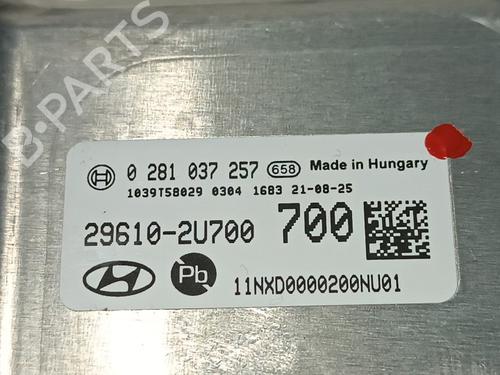 B-PARTS
BOSCH 0 281 037 257 658 Made in Hungary
1039T58029 0304 1683 21-08-25
29610-2U700 700
Pb
11NXD0000200NU01